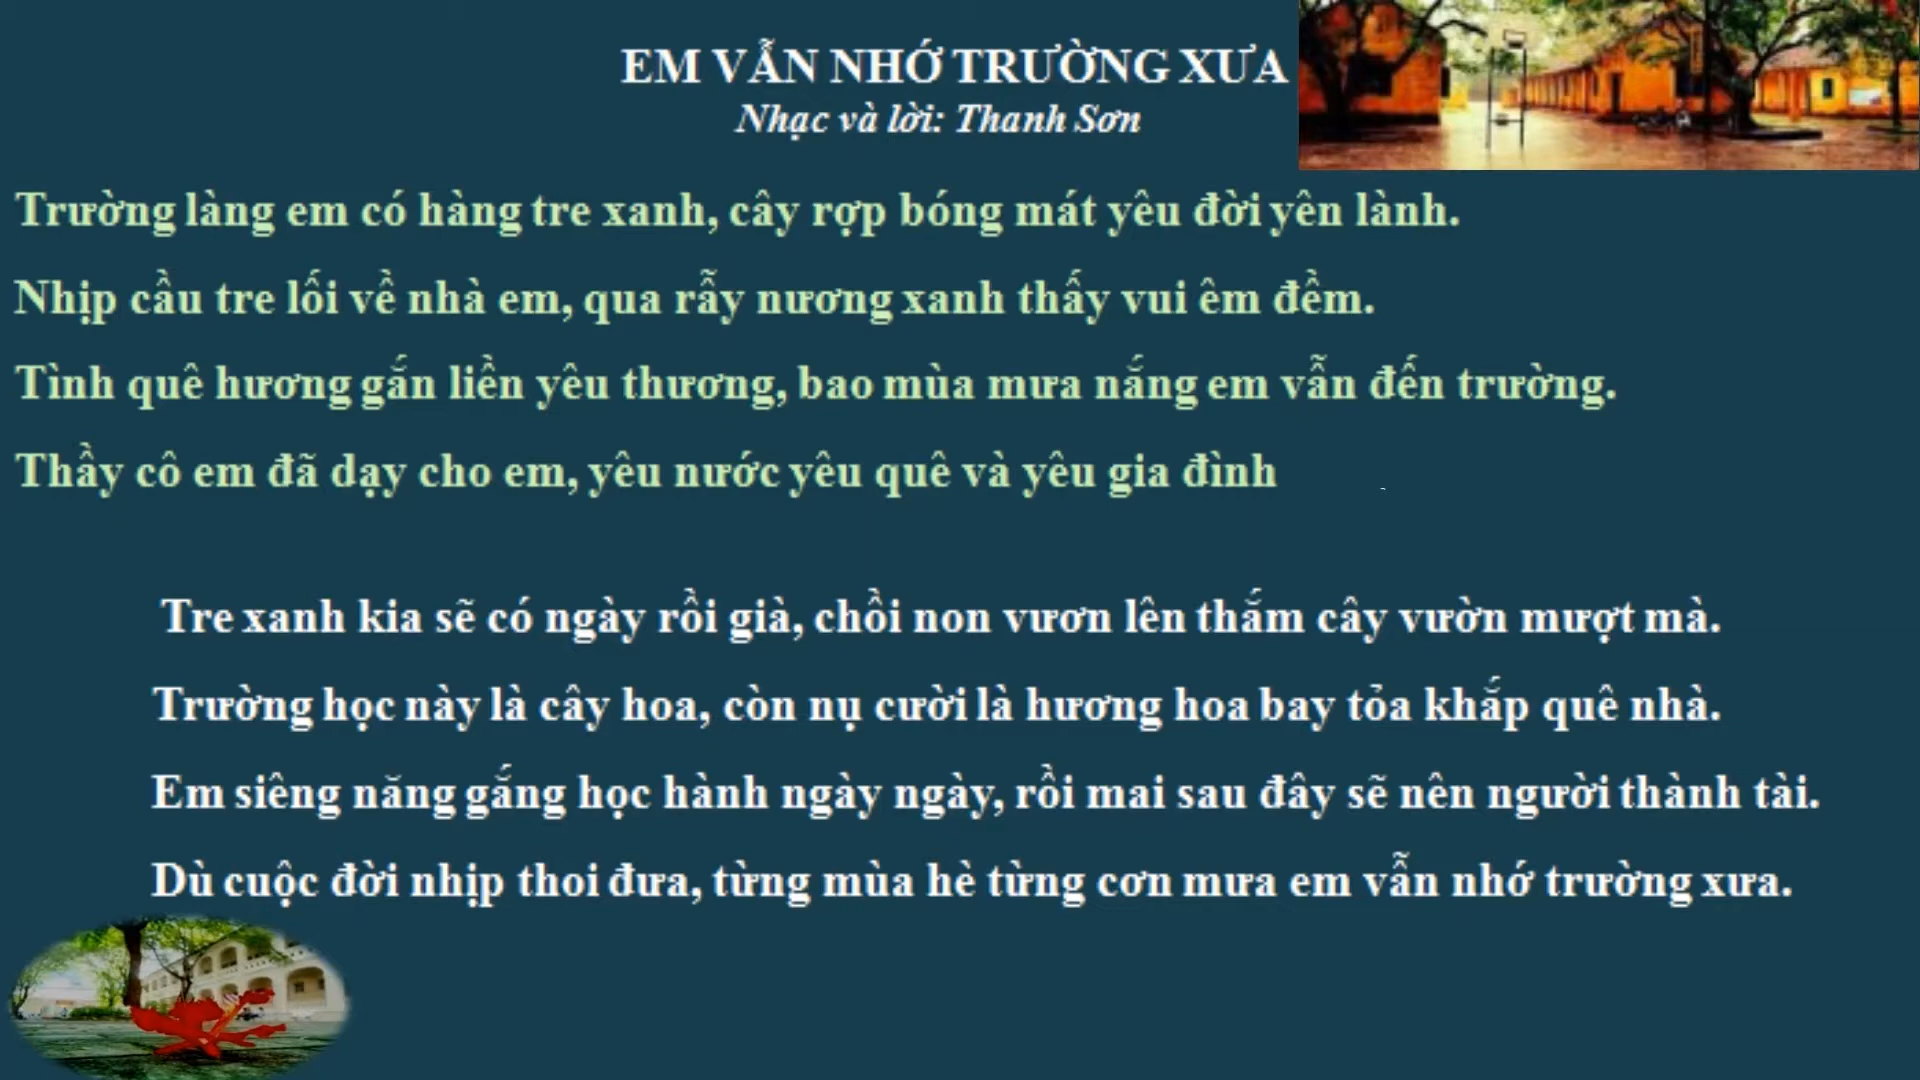 EM VẪN NHỚ TRƯỜNG XƯA
Nhạc và lời: Thanh Sơn
Trường làng em có hàng tre xanh, cây rợp bóng mát yêu đời yên lành.
Nhịp cầu tre lối về nhà em, qua rẫy nương xanh thấy vui êm đềm.
Tình quê hương gắn liền yêu thương, bao mùa mưa nắng em vẫn đến trường.
Thầy cô em đã dạy cho em, yêu nước yêu quê và yêu gia đình
Tre xanh kia sẽ có ngày rồi già, chồi non vươn lên thắm cây vườn mượt mà.
Trường học này là cây hoa, còn nụ cười là hương hoa bay tỏa khắp quê nhà.
Em siêng năng gắng học hành ngày ngày, rồi mai sau đây sẽ nên người thành tài.
Dù cuộc đời nhịp thoi đưa, từng mùa hè từng cơn mưa em vẫn nhớ trường xưa.